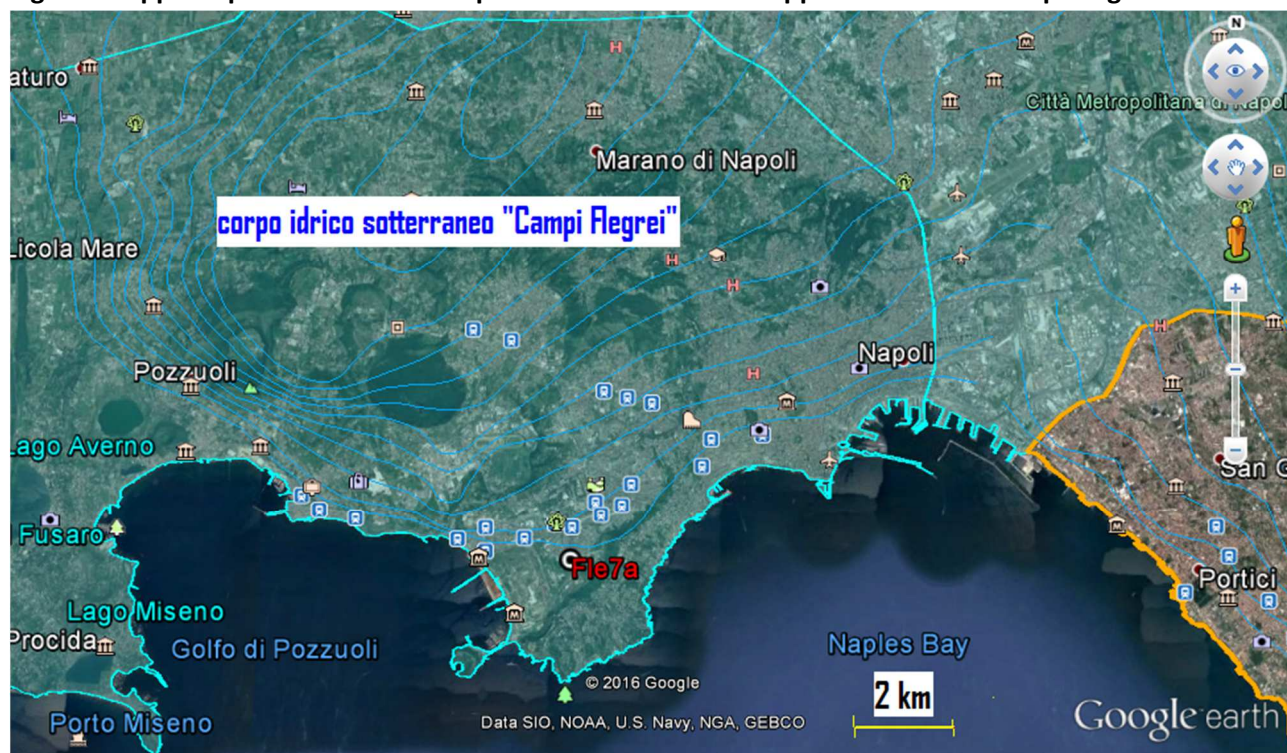 N
aturo
Città Metropolitana di Napol
Marano di Napoli
corpo idrico sotterraneo "Campi Flegrei"
Licola Mare
Pozzuoli
Napoli
Lago Averno
San G
Fusaro
Fle7a
Portici
Lago Miseno
Procida
Golfo di Pozzuoli
Naples Bay
© 2016 Google
2 km
Porto Miseno
Data SIO, NOAA, U.S. Navy, NGA, GEBCO
Google earth